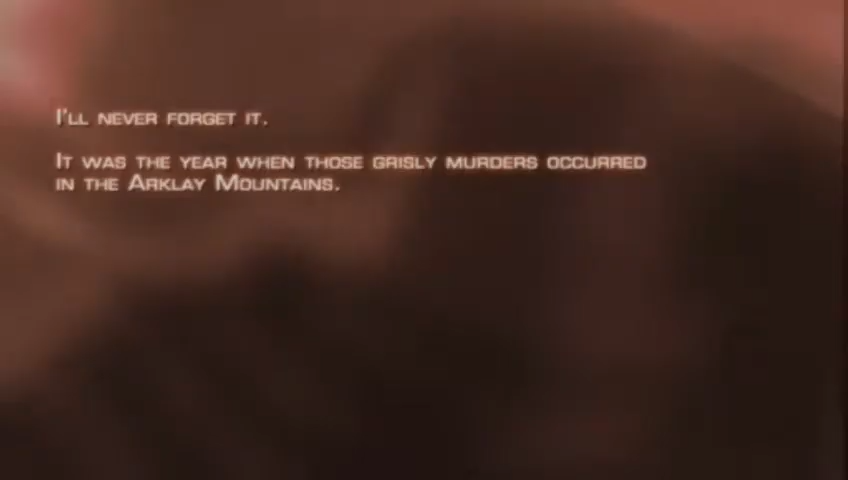 I'll never forget it.
It was the year when those grisly murders occurred
in the Arklay Mountains.